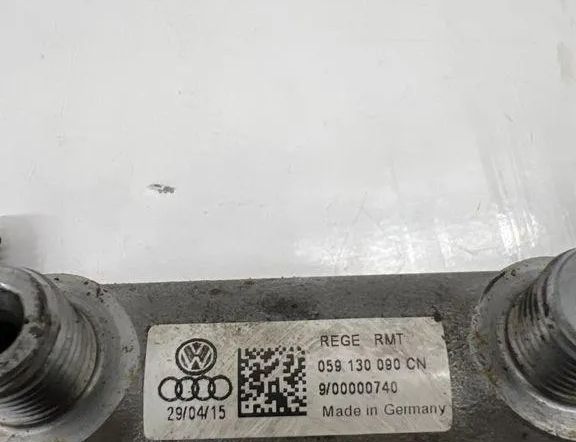 REGE RMT
059 130 090 CN
9/00000740
29/04/15 Made in Germany